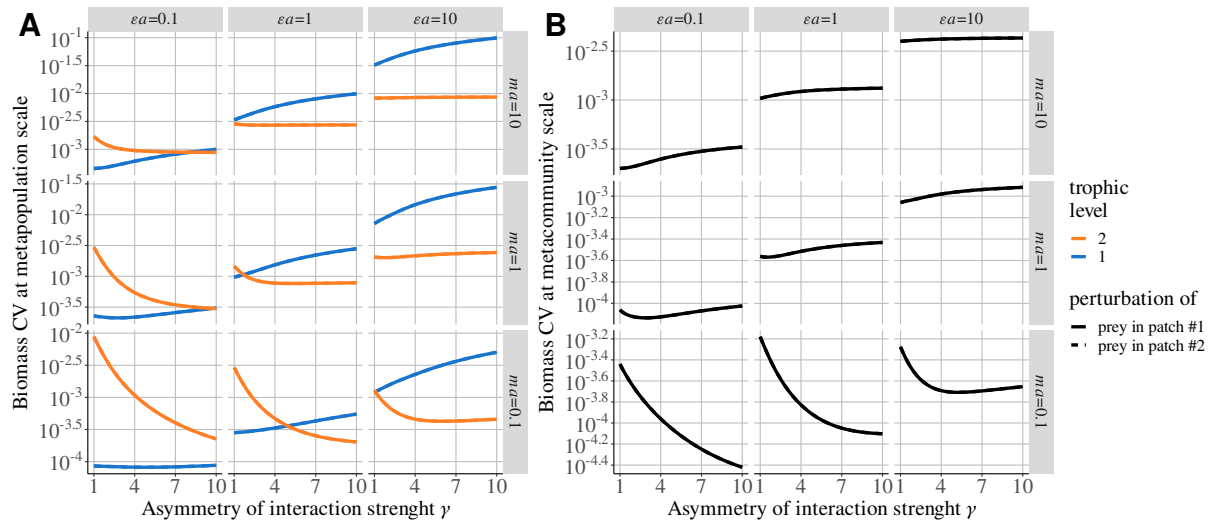 A
εa=0.1 εa=1 εa=10
Biomass CV at metapopulation scale
10^-1
10^-1.5
10^-2
10^-2.5
10^-3
ma=10
10^-1.5
10^-2
10^-2.5
10^-3
10^-3.5
ma=1
10^-2
10^-2.5
10^-3
10^-3.5
10^-4
ma=0.1
1 4 7 10 1 4 7 10 1 4 7 10
Asymmetry of interaction strenght γ
B
εa=0.1 εa=1 εa=10
Biomass CV at metacommunity scale
10^-2.5
10^-3
10^-3.5
ma=10
10^-3
10^-3.2
10^-3.4
10^-3.6
10^-3.8
10^-4
ma=1
10^-3.2
10^-3.4
10^-3.6
10^-3.8
10^-4
10^-4.2
10^-4.4
ma=0.1
1 4 7 10 1 4 7 10 1 4 7 10
Asymmetry of interaction strenght γ
trophic
level
2
1
perturbation of
prey in patch #1
prey in patch #2